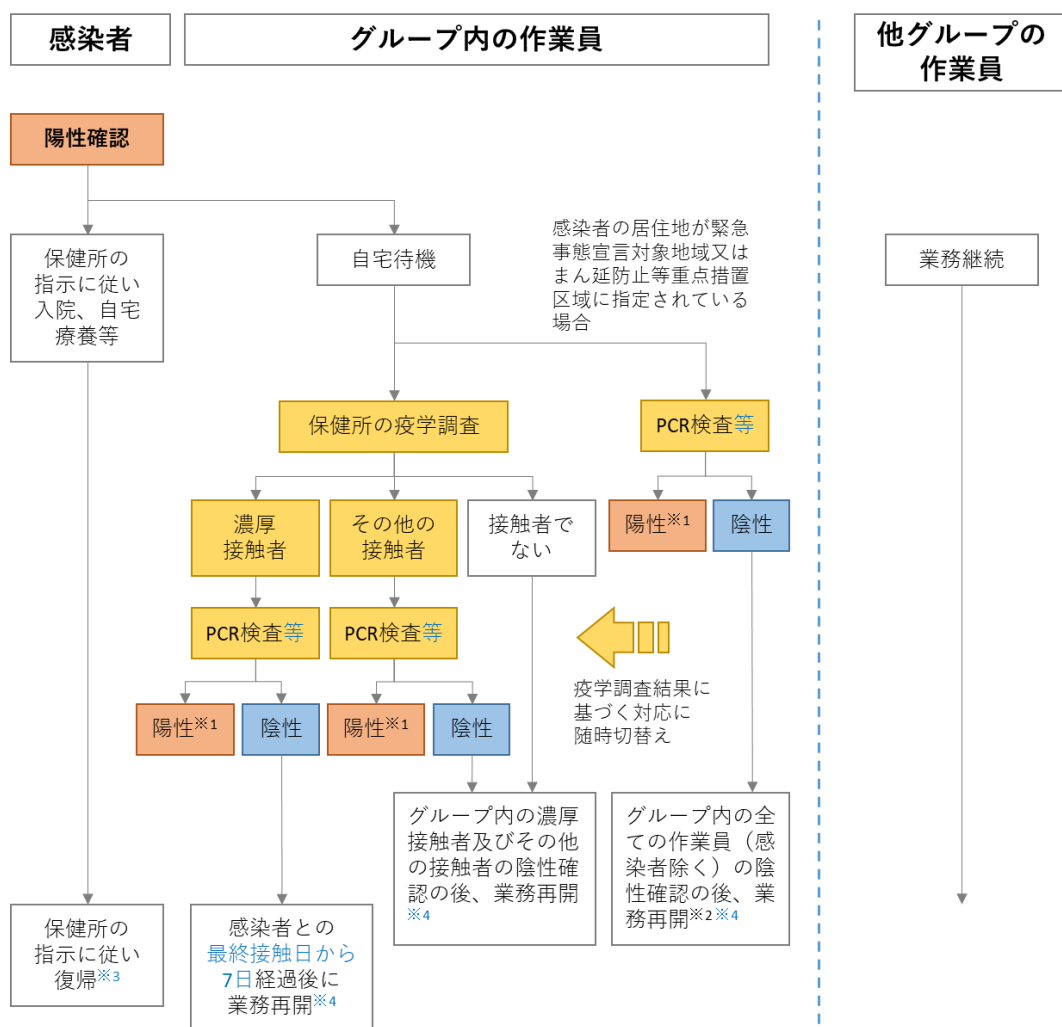 感染者
グループ内の作業員
他グループの
作業員
陽性確認
保健所の
指示に従い
入院、自宅
療養等
自宅待機
感染者の居住地が緊急
事態宣言対象地域又は
まん延防止等重点措置
区域に指定されている
場合
業務継続
保健所の疫学調査
PCR検査等
濃厚
接触者
その他の
接触者
接触者で
ない
陽性※1
陰性
PCR検査等
PCR検査等
疫学調査結果に
基づく対応に
随時切替え
陽性※1
陰性
陽性※1
陰性
グループ内の濃厚
接触者及びその他
の接触者の陰性確
認の後、業務再開
※4
グループ内の全
ての作業員（感
染者除く）の陰
性確認の後、業
務再開※2 ※4
保健所の
指示に従い
復帰※3
感染者との
最終接触日から
7日経過後に
業務再開※4